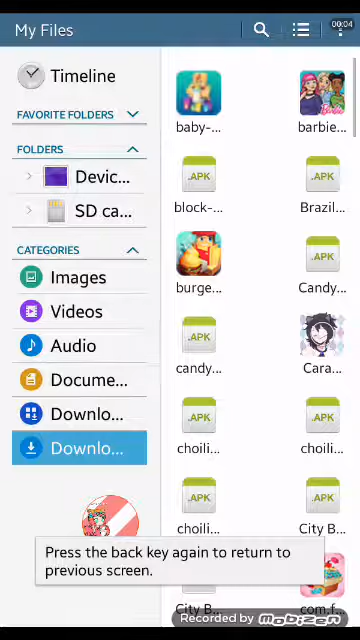 My Files
00:04
Timeline
FAVORITE FOLDERS
FOLDERS
Devic...
SD ca...
CATEGORIES
Images
Videos
Audio
Docume...
Downlo...
Downlo...
baby-...
barbie...
.APK
.APK
block-...
Brazil...
.APK
burge...
Candy...
.APK
candy...
Cara...
.APK
.APK
choili...
choili...
.APK
.APK
choili...
City B...
Press the back key again to return to
previous screen.
City B...
com.f...
Recorded by mobizen